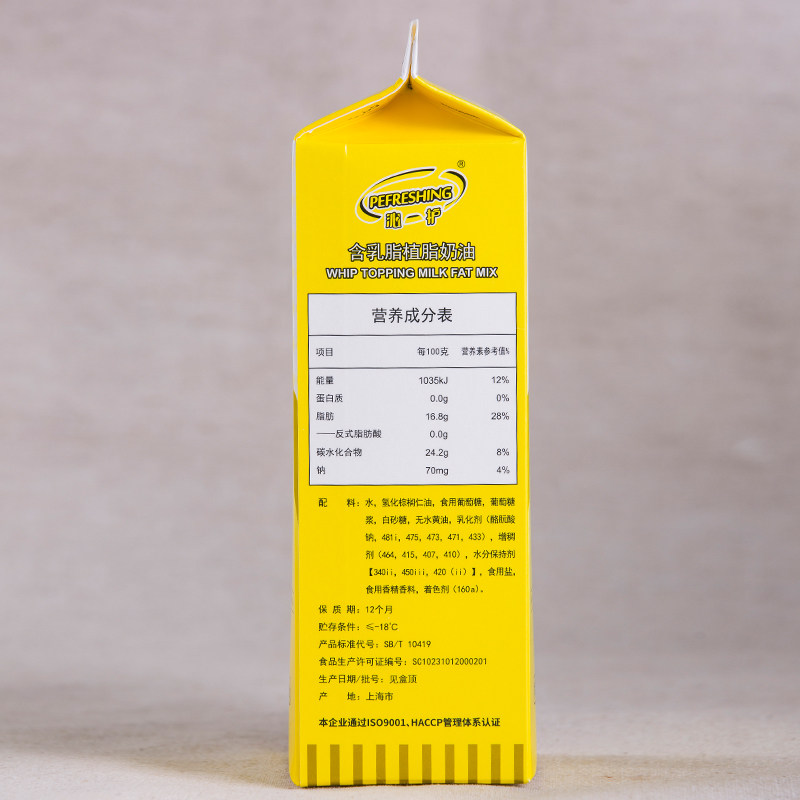 ®
PEFRESHING
沁一护
含乳脂植脂奶油
WHIP TOPPING MILK FAT MIX
营养成分表
项目 每100克 营养素参考值%
能量 1035kJ 12%
蛋白质 0.0g 0%
脂肪 16.8g 28%
——反式脂肪酸 0.0g
碳水化合物 24.2g 8%
钠 70mg 4%
配 料：水，氢化棕榈仁油，食用葡萄糖，葡萄糖
浆，白砂糖，无水黄油，乳化剂（酪朊酸
钠，481i，475，473，471，433），增稠
剂（464，415，407，410），水分保持剂
【340ii，450iii，420（ii）】，食用盐，
食用香精香料，着色剂（160a）。
保 质 期：12个月
贮存条件：≤-18℃
产品标准代号：SB/T 10419
食品生产许可证编号：SC10231012000201
生产日期/批号：见盒顶
产 地：上海市
本企业通过ISO9001、HACCP管理体系认证